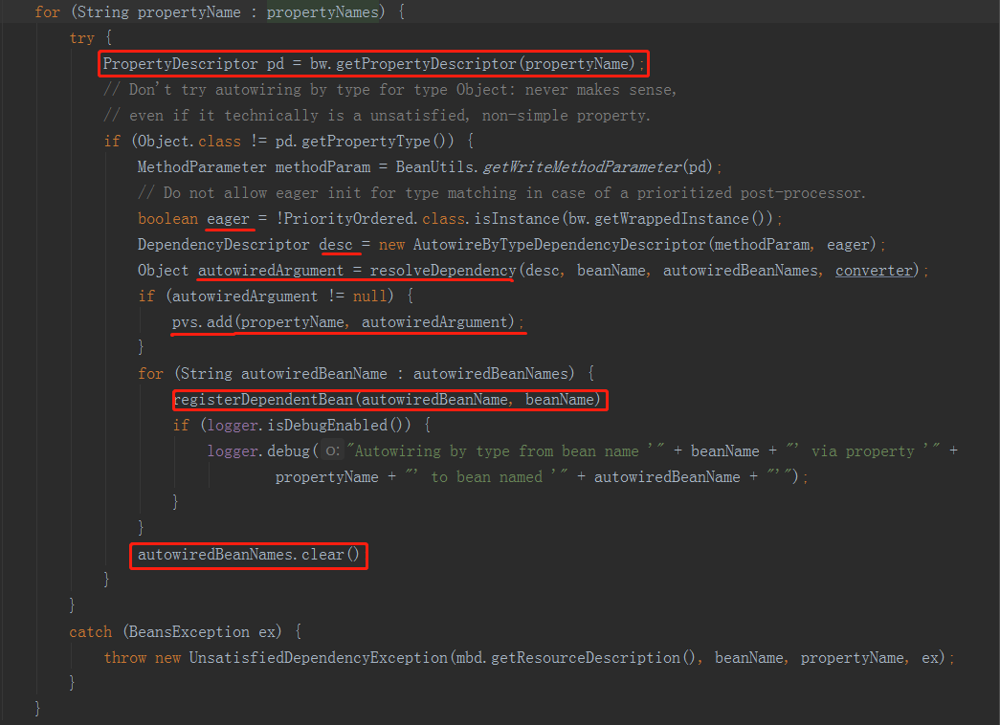 for (String propertyName : propertyNames) {
try {
PropertyDescriptor pd = bw.getPropertyDescriptor(propertyName);
// Don't try autowiring by type for type Object: never makes sense,
// even if it technically is a unsatisfied, non-simple property.
if (Object.class != pd.getPropertyType()) {
MethodParameter methodParam = BeanUtils.getWriteMethodParameter(pd);
// Do not allow eager init for type matching in case of a prioritized post-processor.
boolean eager = !PriorityOrdered.class.isInstance(bw.getWrappedInstance());
DependencyDescriptor desc = new AutowireByTypeDependencyDescriptor(methodParam, eager);
Object autowiredArgument = resolveDependency(desc, beanName, autowiredBeanNames, converter);
if (autowiredArgument != null) {
pvs.add(propertyName, autowiredArgument);
}
for (String autowiredBeanName : autowiredBeanNames) {
registerDependentBean(autowiredBeanName, beanName)
if (logger.isDebugEnabled()) {
logger.debug( o: "Autowiring by type from bean name '" + beanName + "' via property '" +
propertyName + "' to bean named '" + autowiredBeanName + "'");
}
}
autowiredBeanNames.clear()
}
}
catch (BeansException ex) {
throw new UnsatisfiedDependencyException(mbd.getResourceDescription(), beanName, propertyName, ex);
}
}